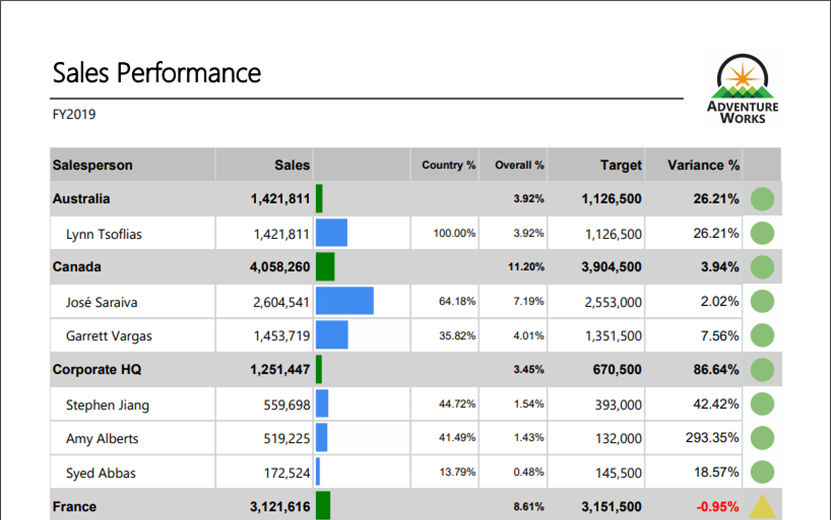 Sales Performance
FY2019
ADVENTURE
WORKS
Salesperson Sales Country % Overall % Target Variance %
Australia 1,421,811 3.92% 1,126,500 26.21%
Lynn Tsoflias 1,421,811 100.00% 3.92% 1,126,500 26.21%
Canada 4,058,260 11.20% 3,904,500 3.94%
José Saraiva 2,604,541 64.18% 7.19% 2,553,000 2.02%
Garrett Vargas 1,453,719 35.82% 4.01% 1,351,500 7.56%
Corporate HQ 1,251,447 3.45% 670,500 86.64%
Stephen Jiang 559,698 44.72% 1.54% 393,000 42.42%
Amy Alberts 519,225 41.49% 1.43% 132,000 293.35%
Syed Abbas 172,524 13.79% 0.48% 145,500 18.57%
France 3,121,616 8.61% 3,151,500 -0.95%